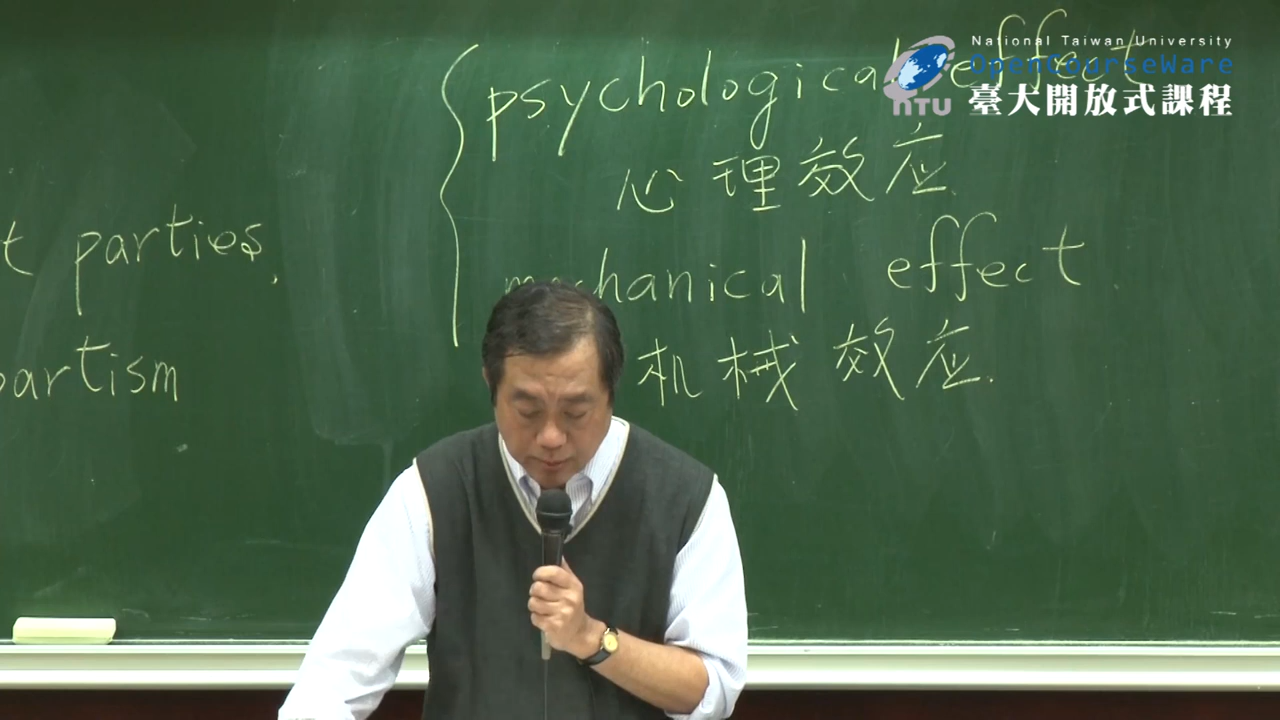 National Taiwan University
OpenCourseWare
臺大開放式課程
NTU
psychological effect
心理效应
mechanical effect
机械效应.
t parties,
partism